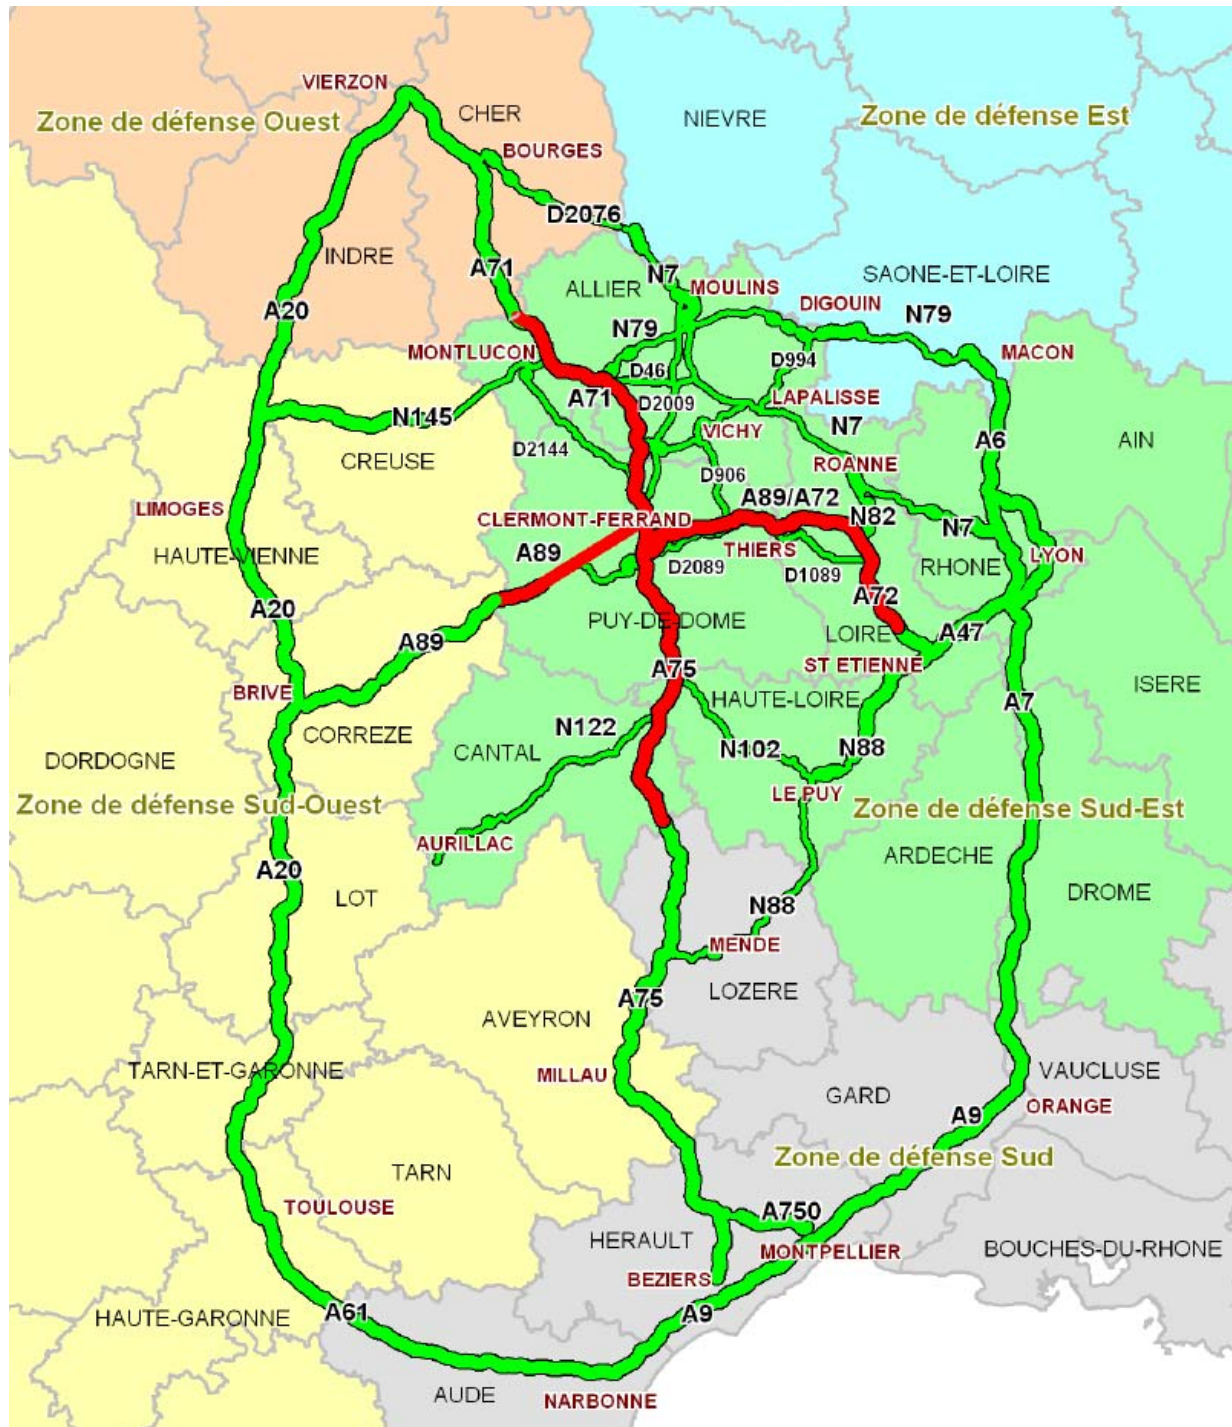 VIERZON
Zone de défense Ouest
CHER
NIEVRE
Zone de défense Est
BOURGES
D2076
INDRE
A71
N7
SAONE-ET-LOIRE
ALLIER
MOULINS
DIGOUIN
A20
N79
N79
MONTLUCON
MACON
D46
D994
A71
D2009
LAPALISSE
N145
VICHY
N7
A6
AIN
CREUSE
D2144
ROANNE
D906
LIMOGES
A89/A72
CLERMONT-FERRAND
N82
N7
HAUTE-VIENNE
A89
THIERS
LYON
D2089
D1089
RHONE
A20
A72
PUY-DE-DOME
LOIRE
A47
A89
ST ETIENNE
A75
ISERE
BRIVE
HAUTE-LOIRE
A7
CORREZE
N122
CANTAL
N102
N88
DORDOGNE
LE PUY
Zone de défense Sud-Ouest
Zone de défense Sud-Est
AURILLAC
ARDECHE
A20
LOT
DROME
N88
MENDE
LOZERE
A75
AVEYRON
TARN-ET-GARONNE
VAUCLUSE
MILLAU
GARD
ORANGE
A9
Zone de défense Sud
TARN
TOULOUSE
A750
HERAULT
MONTPELLIER
BOUCHES-DU-RHONE
BEZIERS
HAUTE-GARONNE
A61
A9
AUDE
NARBONNE